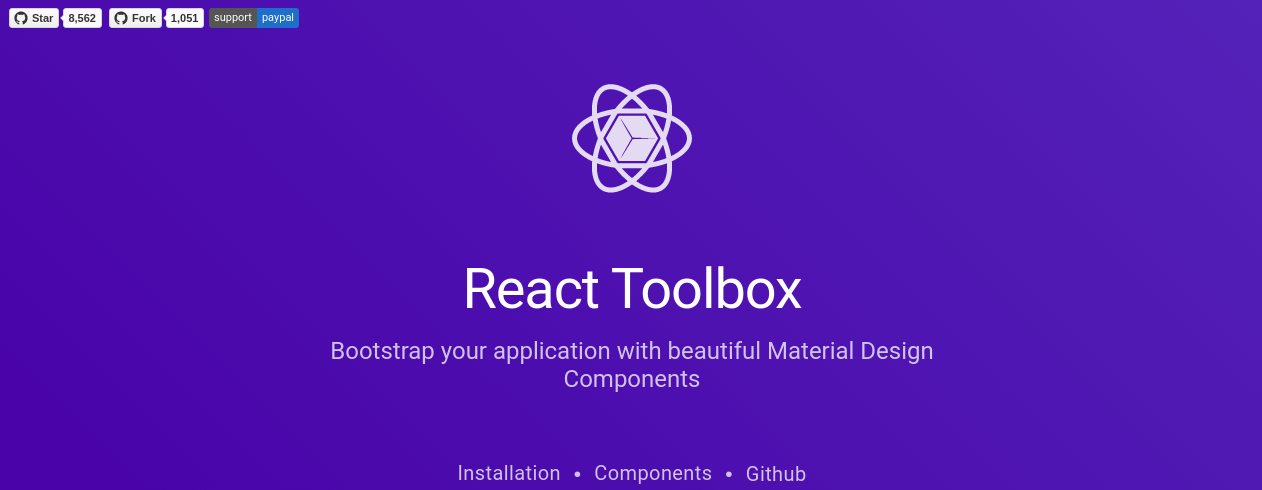 Star 8,562 Fork 1,051 support paypal
React Toolbox
Bootstrap your application with beautiful Material Design
Components
Installation • Components • Github